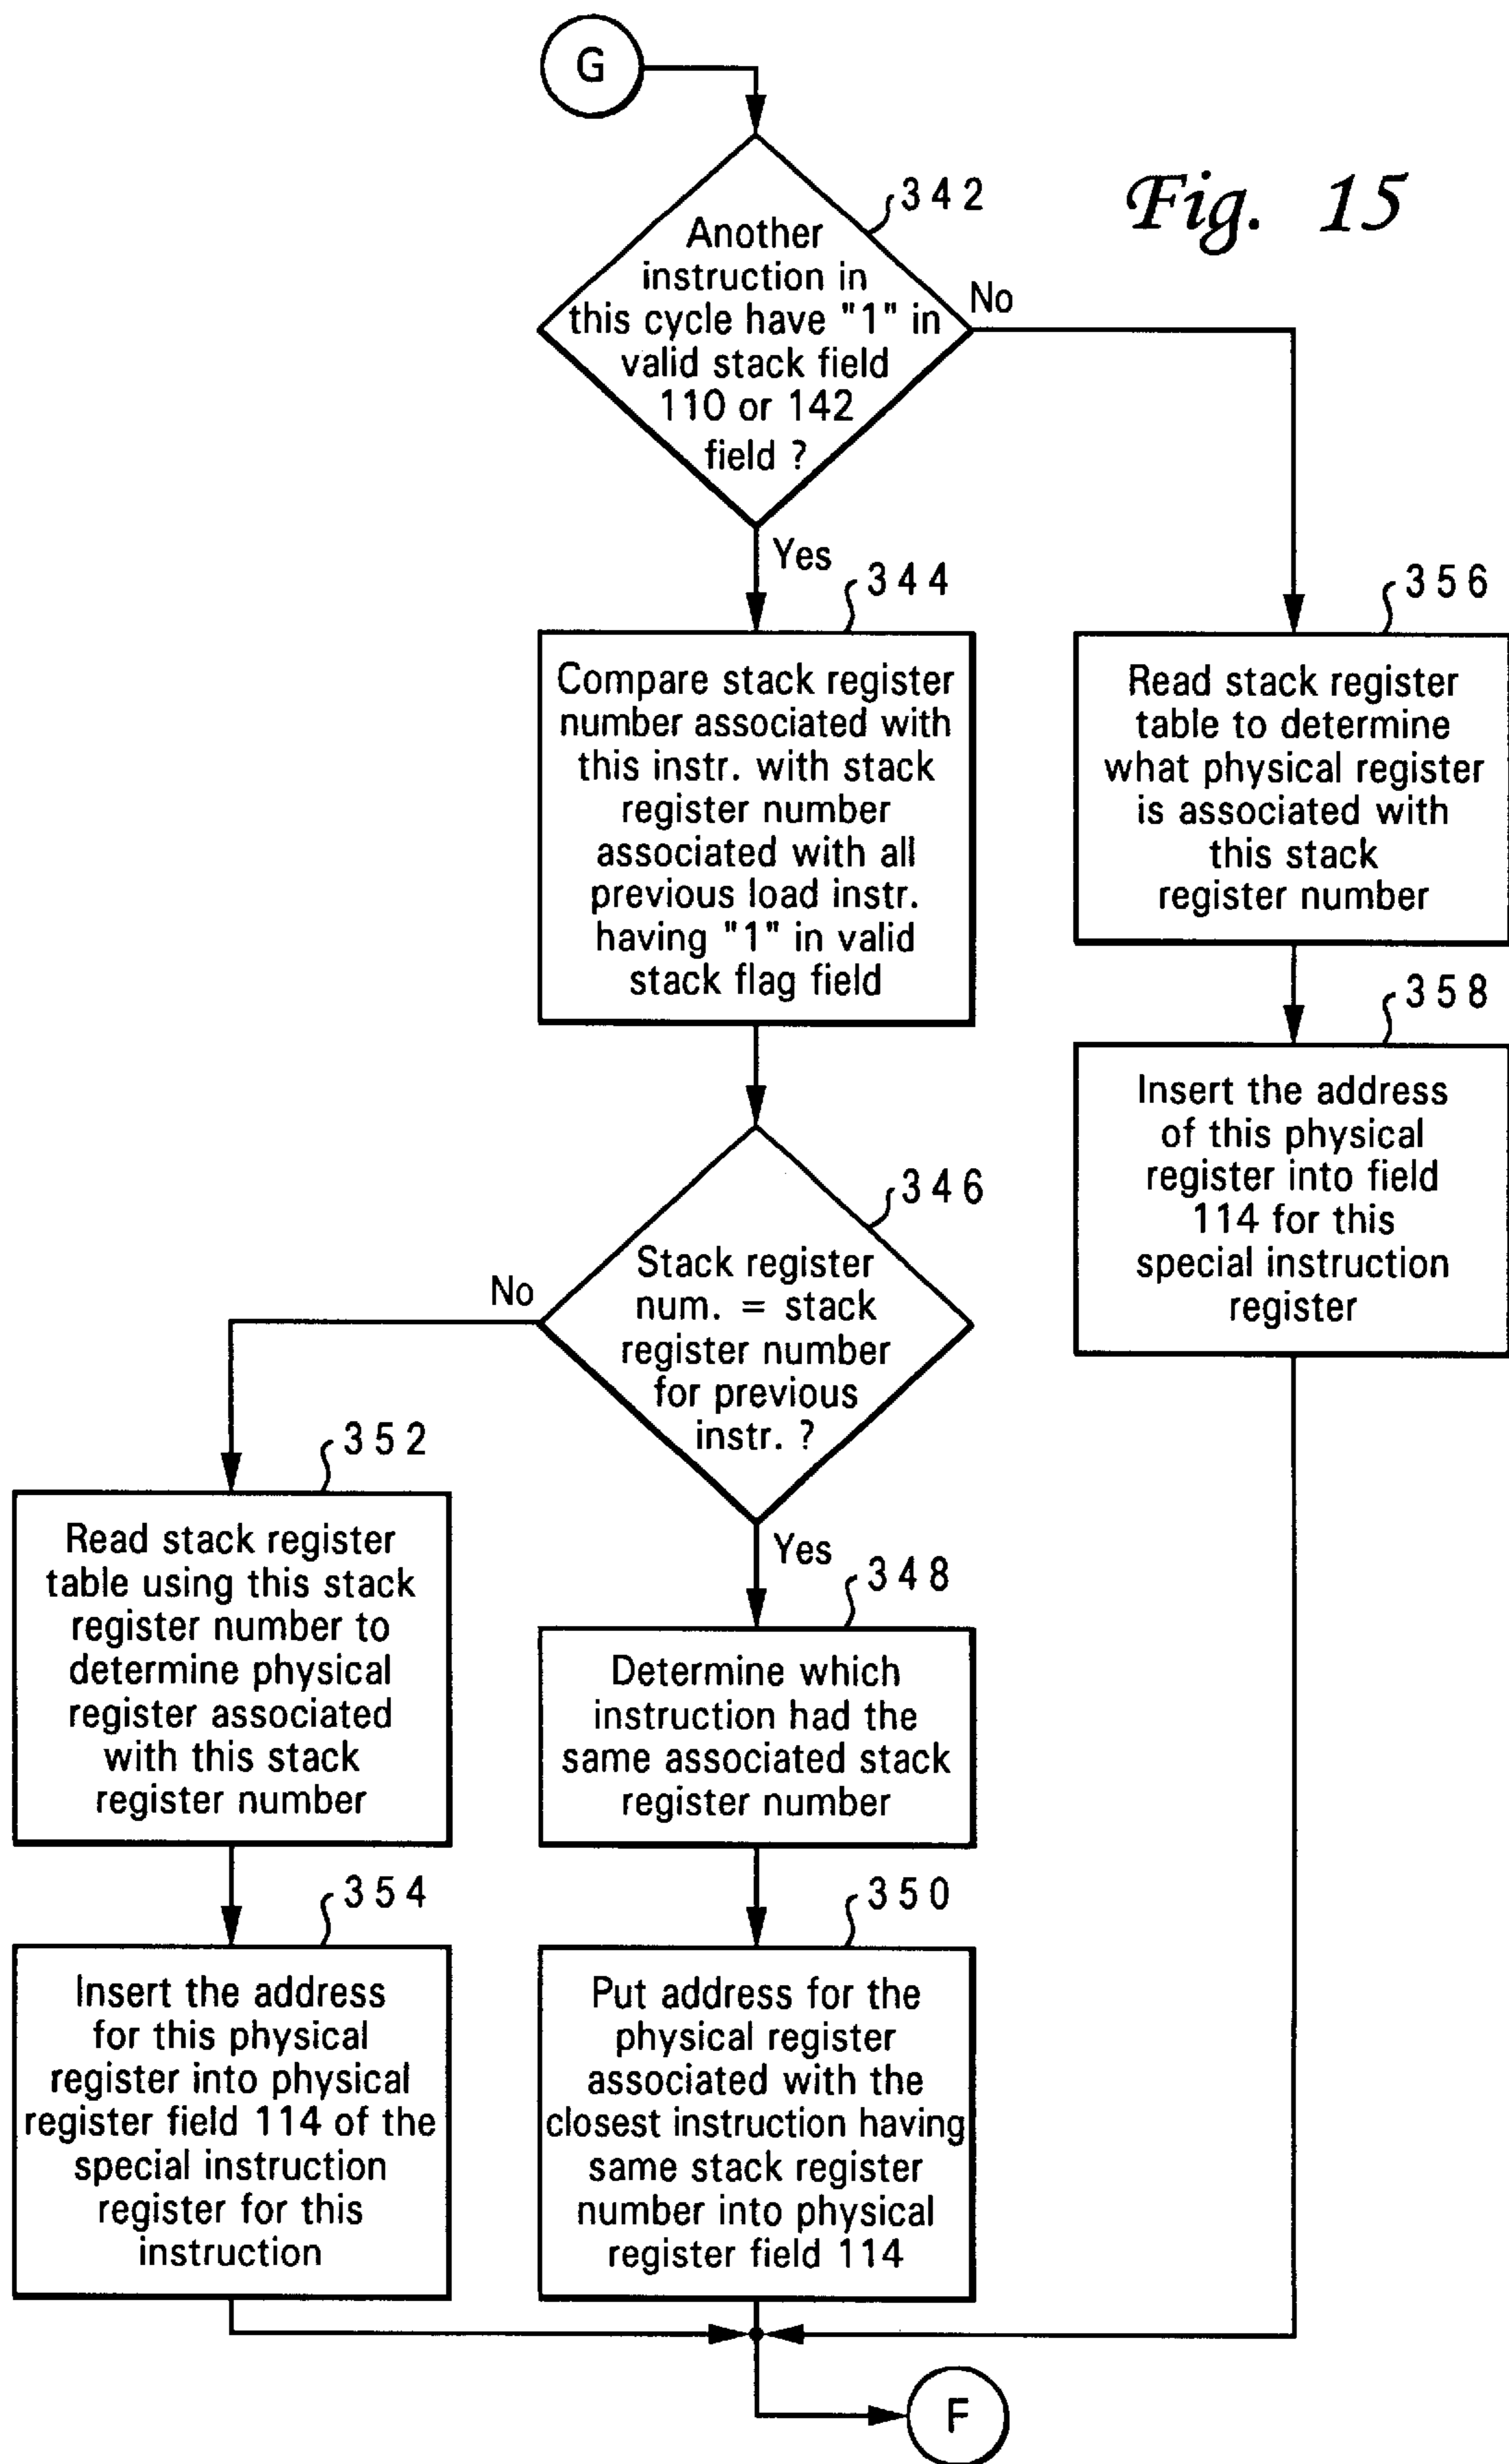 G
Fig. 15
342
Another
instruction in
this cycle have "1" in
valid stack field
110 or 142
field ?
No
Yes
344
Compare stack register
number associated with
this instr. with stack
register number
associated with all
previous load instr.
having "1" in valid
stack flag field
356
Read stack register
table to determine
what physical register
is associated with
this stack
register number
358
Insert the address
of this physical
register into field
114 for this
special instruction
register
346
Stack register
num. = stack
register number
for previous
instr. ?
No
Yes
352
Read stack register
table using this stack
register number to
determine physical
register associated
with this stack
register number
348
Determine which
instruction had the
same associated stack
register number
354
Insert the address
for this physical
register into physical
register field 114 of the
special instruction
register for this
instruction
350
Put address for the
physical register
associated with the
closest instruction having
same stack register
number into physical
register field 114
F